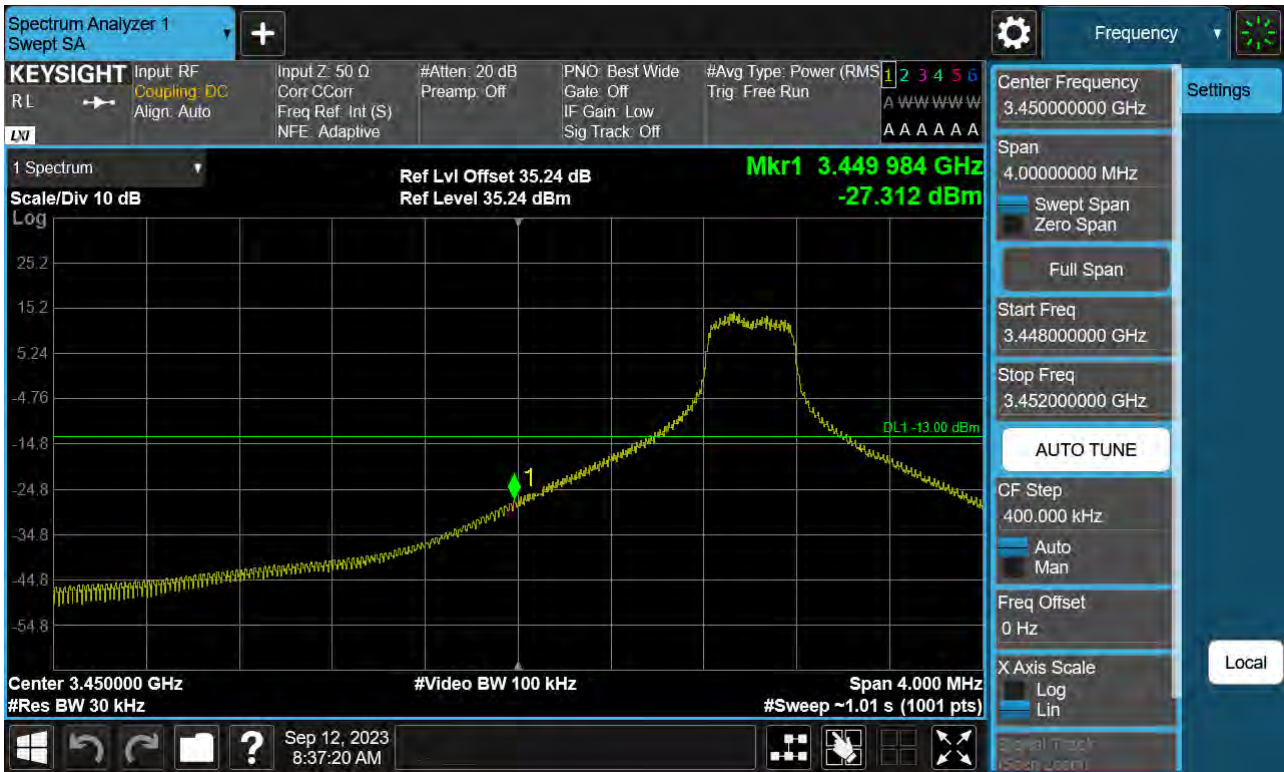 Spectrum Analyzer 1
Swept SA
+
Frequency
KEYSIGHT
RL
LXI
Input: RF
Coupling: DC
Align: Auto
Input Z: 50 Ω
Corr CCorr
Freq Ref: Int (S)
NFE: Adaptive
#Atten: 20 dB
Preamp: Off
PNO: Best Wide
Gate: Off
IF Gain: Low
Sig Track: Off
#Avg Type: Power (RMS
Trig: Free Run
1 2 3 4 5 6
A W W W W W
A A A A A A
1 Spectrum
Scale/Div 10 dB
Log
Ref Lvl Offset 35.24 dB
Ref Level 35.24 dBm
Mkr1 3.449 984 GHz
-27.312 dBm
25.2
15.2
5.24
-4.76
-14.8
-24.8
-34.8
-44.8
-54.8
DL1 -13.00 dBm
1
Center 3.450000 GHz
#Res BW 30 kHz
#Video BW 100 kHz
Span 4.000 MHz
#Sweep ~1.01 s (1001 pts)
Center Frequency
3.450000000 GHz
Settings
Span
4.00000000 MHz
Swept Span
Zero Span
Full Span
Start Freq
3.448000000 GHz
Stop Freq
3.452000000 GHz
AUTO TUNE
CF Step
400.000 kHz
Auto
Man
Freq Offset
0 Hz
X Axis Scale
Log
Lin
Local
Signal Track
(Span Zoom)
?
Sep 12, 2023
8:37:20 AM